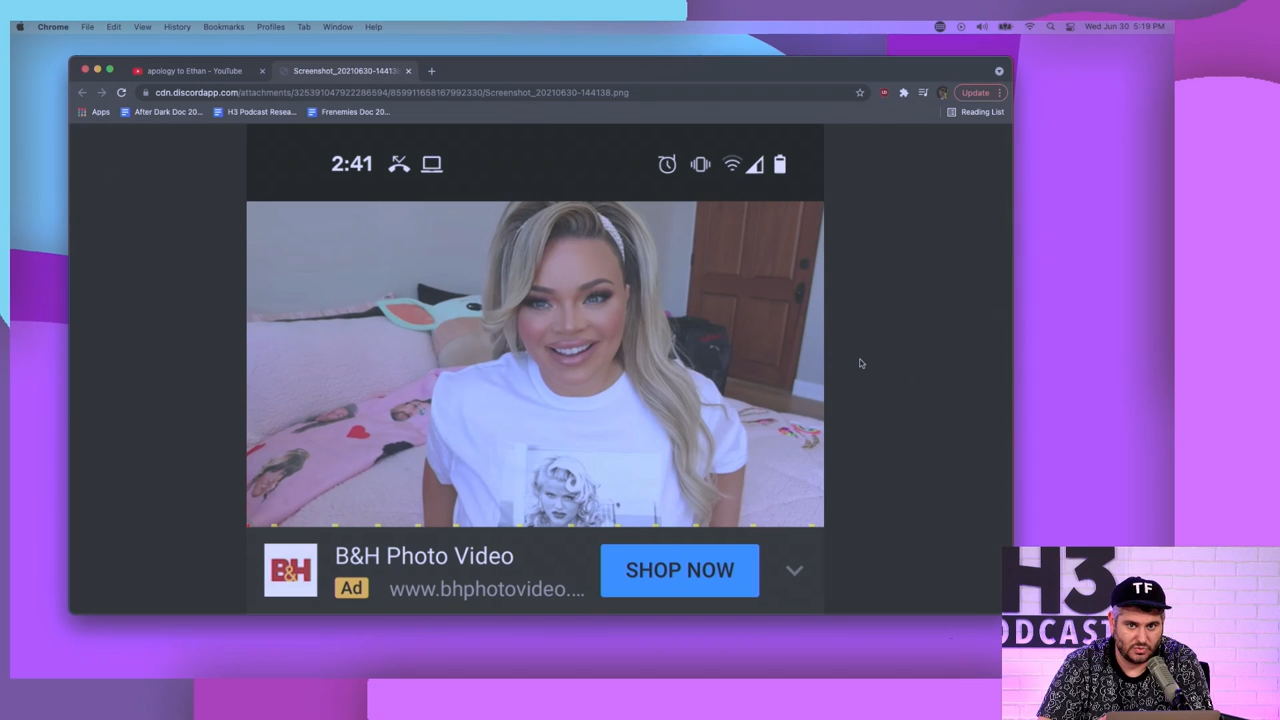 Chrome File Edit View History Bookmarks Profiles Tab Window Help Wed Jun 30 5:19 PM
apology to Ethan - YouTube Screenshot_20210630-14413
cdn.discordapp.com/attachments/325391047922286594/859911658167992330/Screenshot_20210630-144138.png Update
Apps After Dark Doc 20... H3 Podcast Resea... Frenemies Doc 20... Reading List
2:41
B&H B&H Photo Video SHOP NOW
Ad www.bhphotovideo....
H3
PODCAST
TF